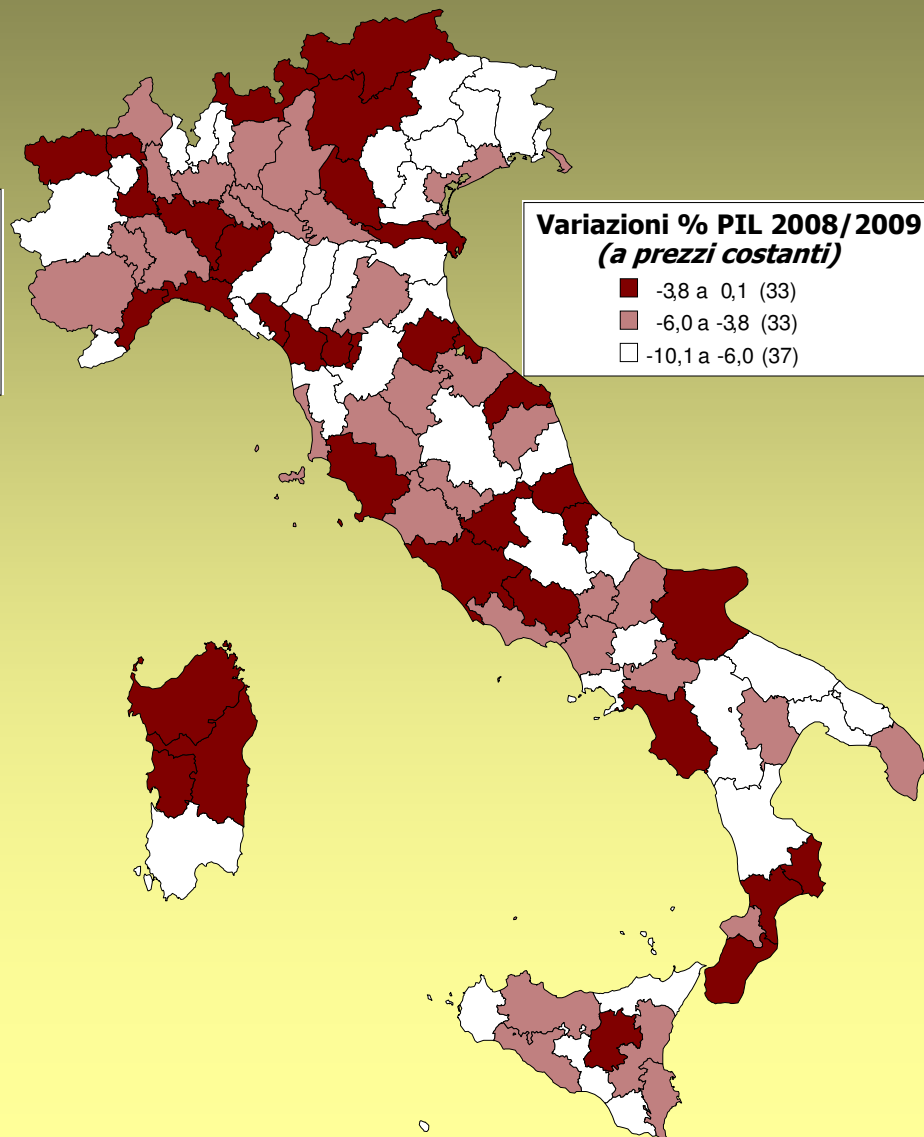 Variazioni % PIL 2008/2009
(a prezzi costanti)
-3,8 a 0,1 (33)
-6,0 a -3,8 (33)
-10,1 a -6,0 (37)